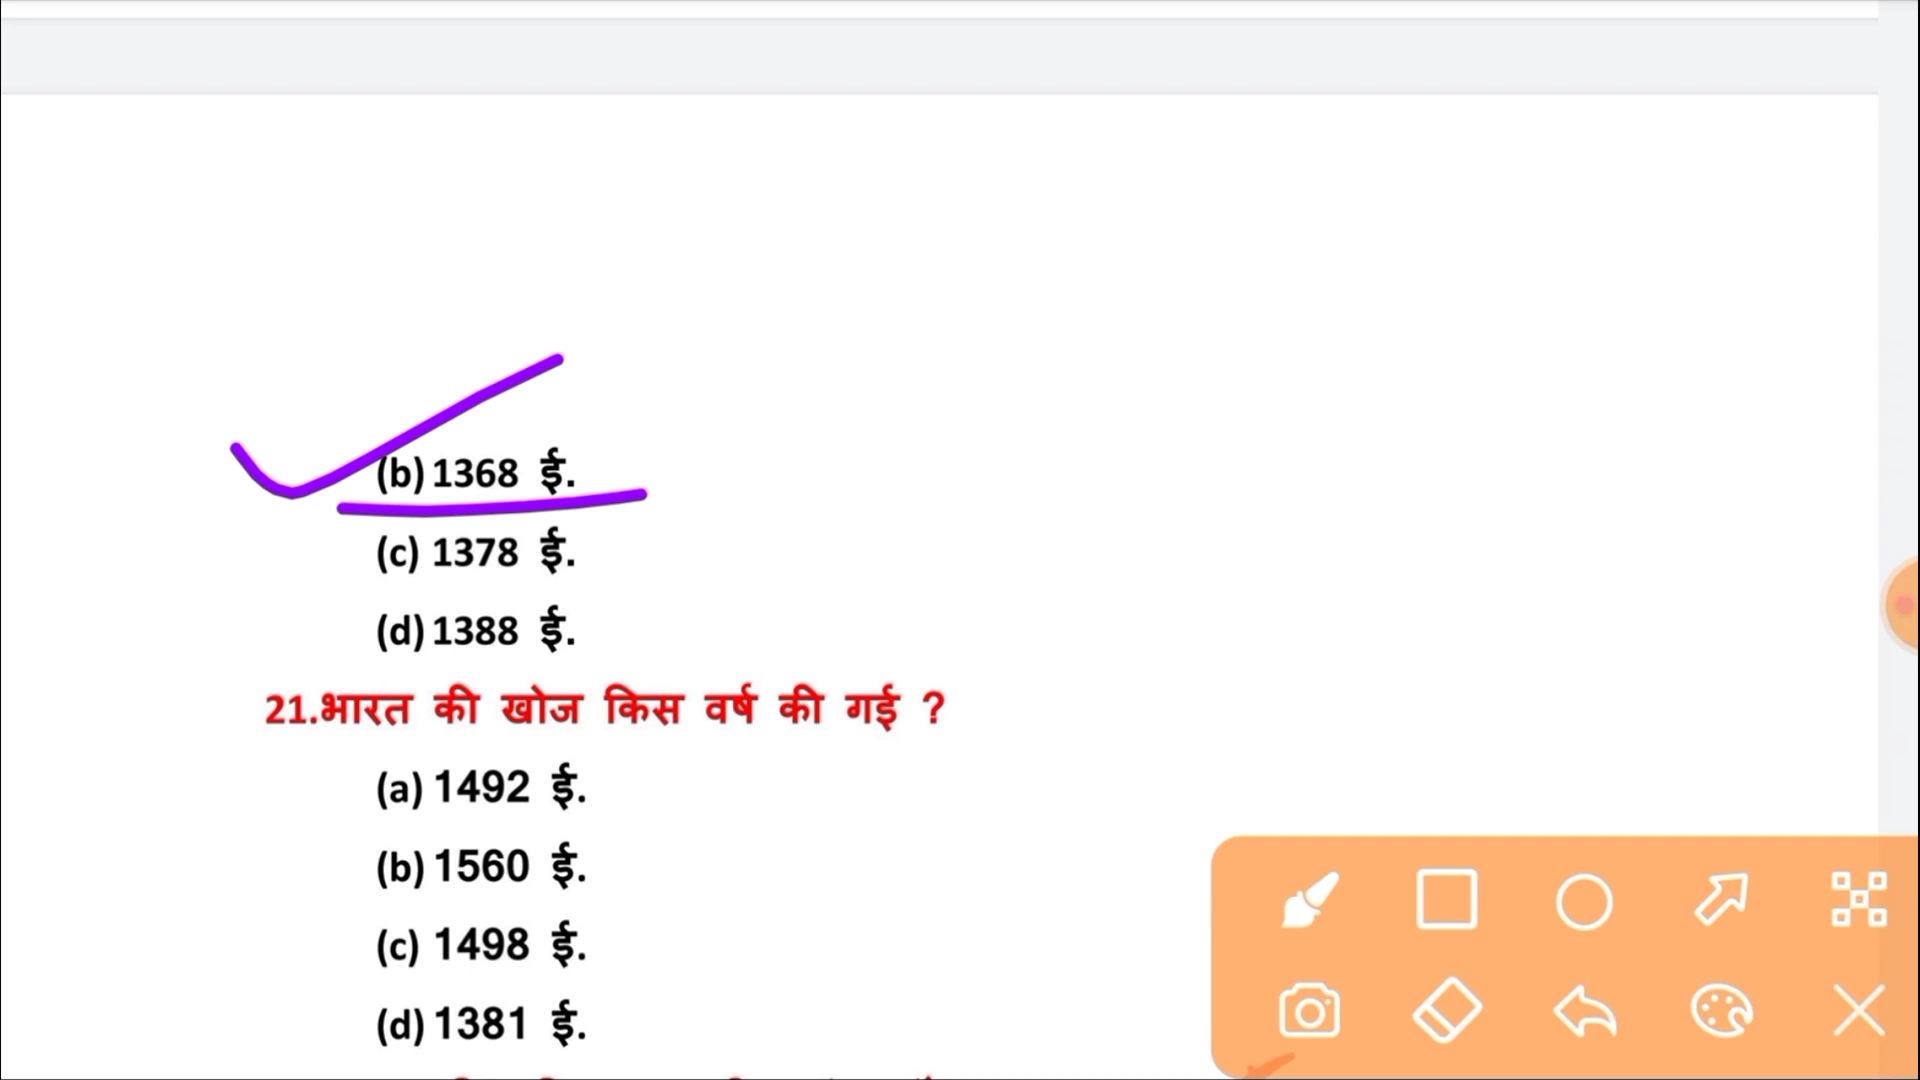 (b) 1368 ई.
(c) 1378 ई.
(d) 1388 ई.
21.भारत की खोज किस वर्ष की गई ?
(a) 1492 ई.
(b) 1560 ई.
(c) 1498 ई.
(d) 1381 ई.